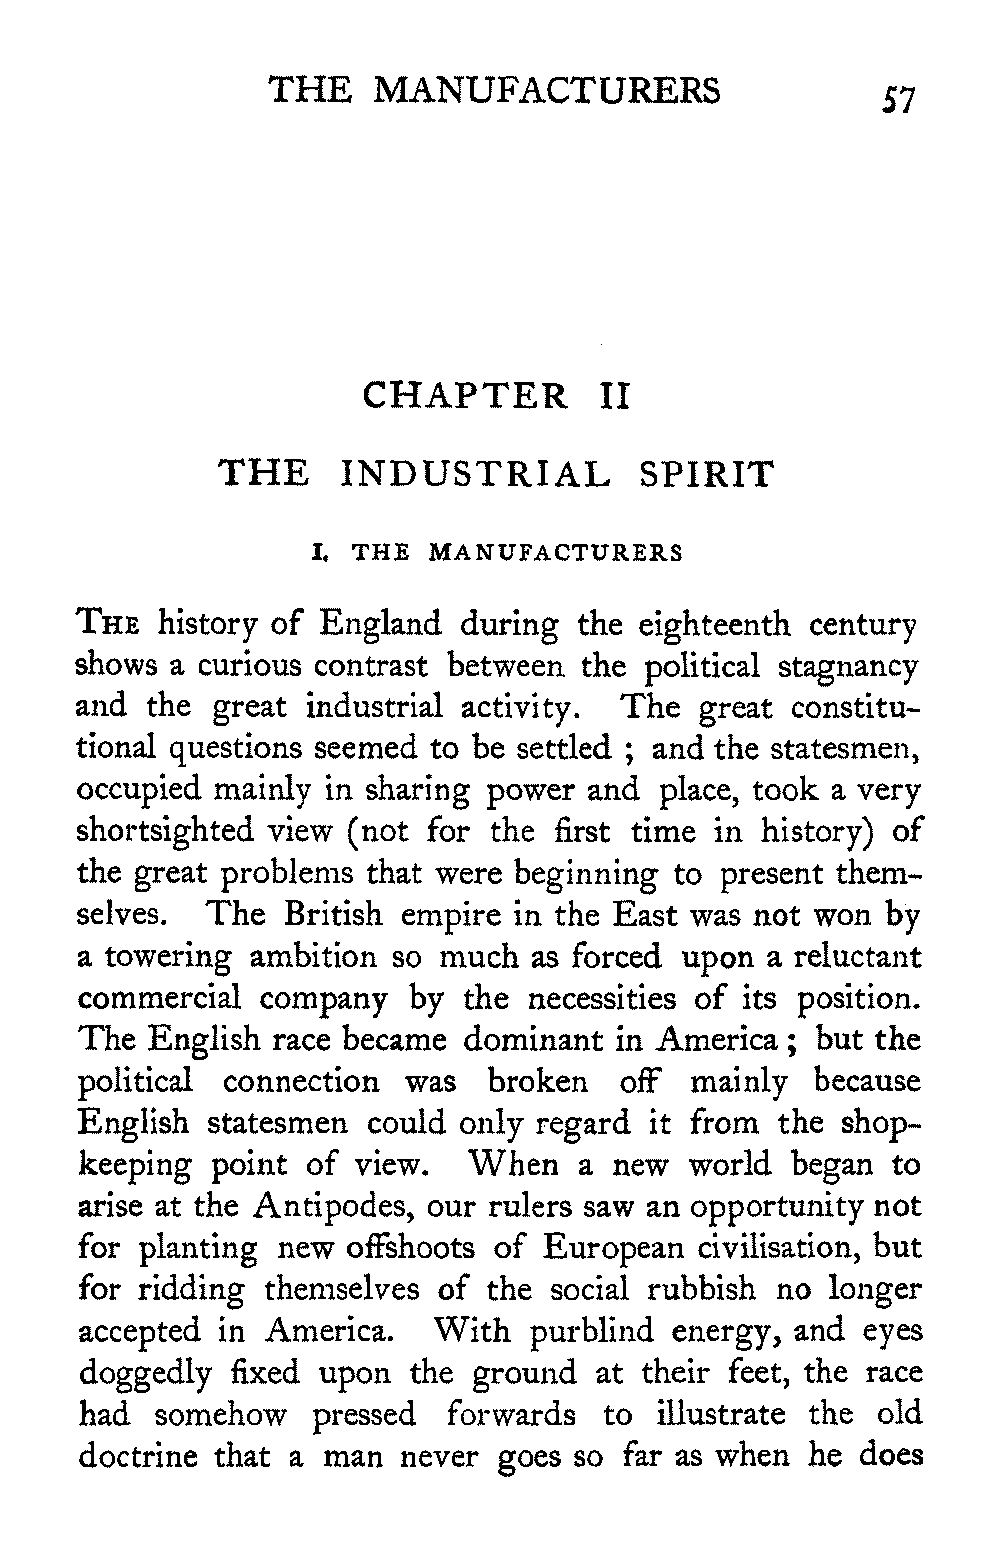 THE MANUFACTURERS 57
CHAPTER II
THE INDUSTRIAL SPIRIT
I. THE MANUFACTURERS
THE history of England during the eighteenth century
shows a curious contrast between the political stagnancy
and the great industrial activity. The great constitu-
tional questions seemed to be settled ; and the statesmen,
occupied mainly in sharing power and place, took a very
shortsighted view (not for the first time in history) of
the great problems that were beginning to present them-
selves. The British empire in the East was not won by
a towering ambition so much as forced upon a reluctant
commercial company by the necessities of its position.
The English race became dominant in America ; but the
political connection was broken off mainly because
English statesmen could only regard it from the shop-
keeping point of view. When a new world began to
arise at the Antipodes, our rulers saw an opportunity not
for planting new offshoots of European civilisation, but
for ridding themselves of the social rubbish no longer
accepted in America. With purblind energy, and eyes
doggedly fixed upon the ground at their feet, the race
had somehow pressed forwards to illustrate the old
doctrine that a man never goes so far as when he does